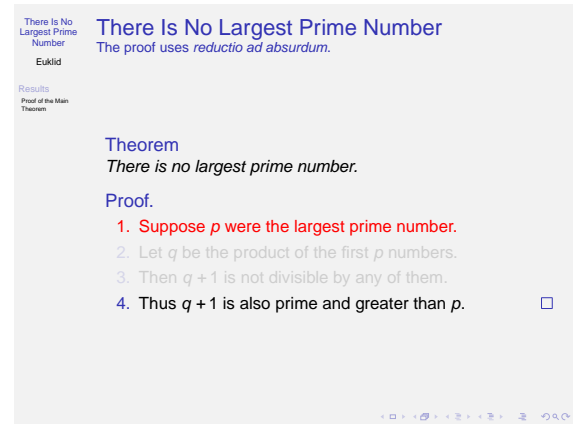 There Is No
Largest Prime
Number
Euklid
Results
Proof of the Main
Theorem
There Is No Largest Prime Number
The proof uses reductio ad absurdum.
Theorem
There is no largest prime number.
Proof.
1. Suppose p were the largest prime number.
2. Let q be the product of the first p numbers.
3. Then q + 1 is not divisible by any of them.
4. Thus q + 1 is also prime and greater than p.